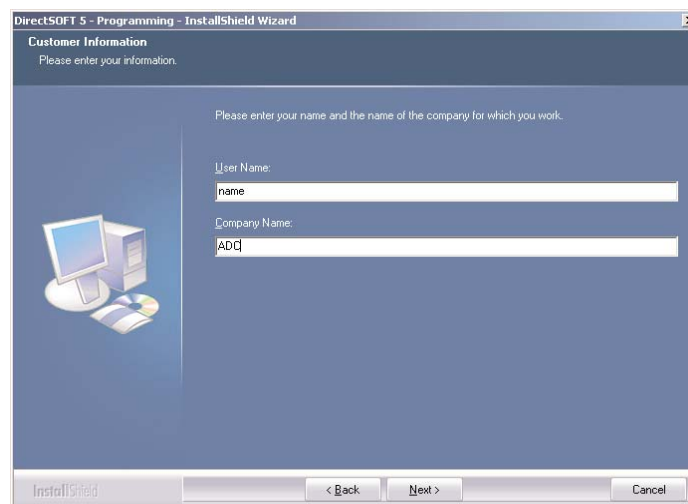 DirectSOFT 5 - Programming - InstallShield Wizard
Customer Information
Please enter your information.
Please enter your name and the name of the company for which you work.
User Name:
name
Company Name:
ADC
InstallShield
< Back
Next >
Cancel